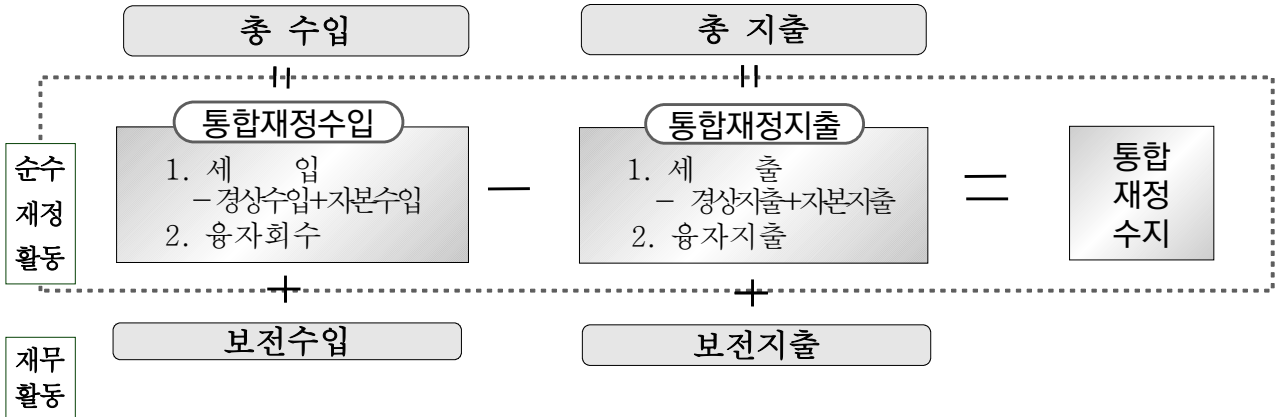 총 수입
총 지출
=
=
통합재정수입
통합재정지출
순수
재정
활동
1. 세 입
- 경상수입+자본수입
2. 융자회수
—
1. 세 출
- 경상지출+자본지출
2. 융자지출
=
통합
재정
수지
+
+
보전수입
보전지출
재무
활동